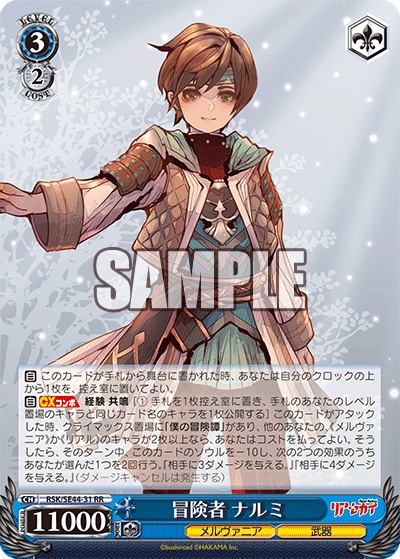 LEVEL
3
2
COST
SAMPLE
自 このカードが手札から舞台に置かれた時、あなたは自分のクロックの上から1枚を、控え室に置いてよい。
自 CXコンボ 経験 共鳴 [手札を1枚控え室に置き、手札のあなたのレベル
置場のキャラと同じカード名のキャラを1枚公開する] このカードがアタック
した時、クライマックス置場に「僕の冒険譚」があり、他のあなたの、《メルヴァ
ニア》か《リアル》のキャラが2枚以上なら、あなたはコストを払ってよい。そう
したら、そのターン中、このカードのソウルを－10し、次の2つの効果のうち
あなたが選んだ1つを2回行う。『相手に3ダメージを与える。』『相手に4ダメージ
を与える。』（ダメージキャンセルは発生する）
CH RSK/SE44-31 RR
POWER
11000
冒険者 ナルミ
リアセカイ
メルヴァニア
武器
©bushiroad ©HAKAMA Inc.